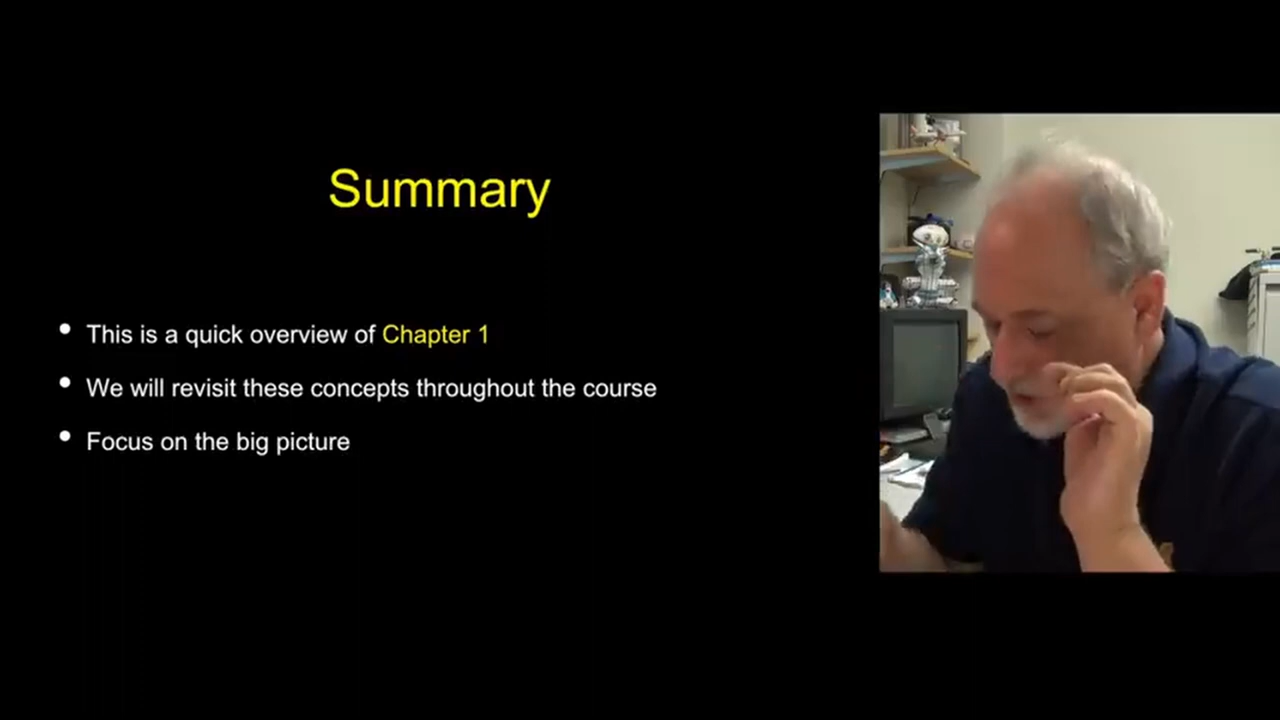 Summary
• This is a quick overview of Chapter 1
• We will revisit these concepts throughout the course
• Focus on the big picture